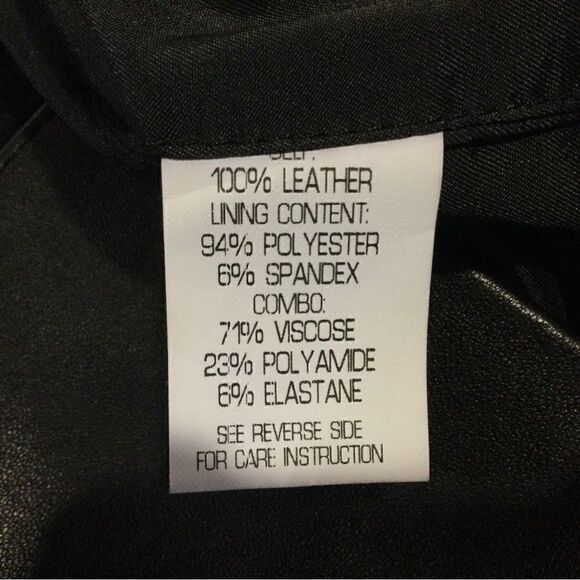 SELF:
100% LEATHER
LINING CONTENT:
94% POLYESTER
6% SPANDEX
COMBO:
71% VISCOSE
23% POLYAMIDE
6% ELASTANE
SEE REVERSE SIDE
FOR CARE INSTRUCTION